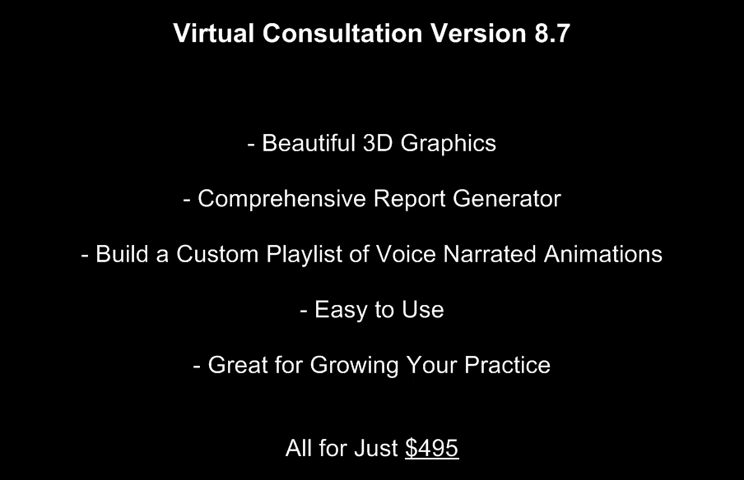 Virtual Consultation Version 8.7
- Beautiful 3D Graphics
- Comprehensive Report Generator
- Build a Custom Playlist of Voice Narrated Animations
- Easy to Use
- Great for Growing Your Practice
All for Just $495